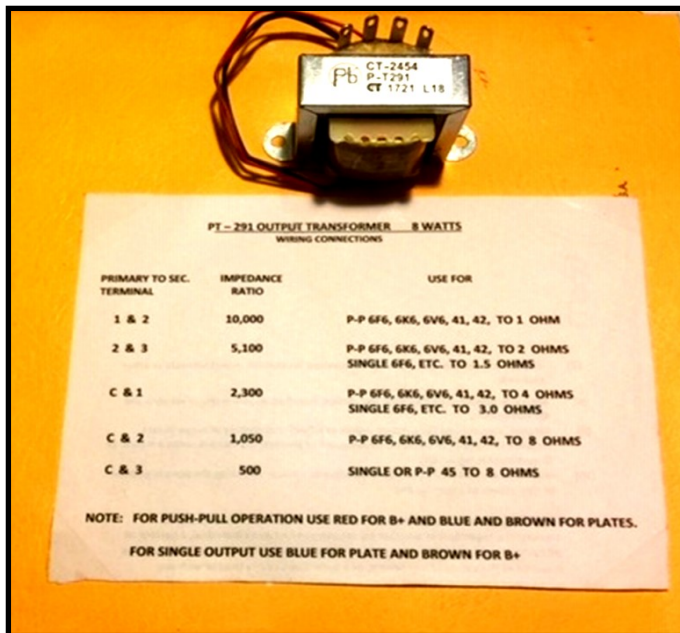 Pb
CT-2454
P-T291
CT 1721 L18
PT – 291 OUTPUT TRANSFORMER 8 WATTS
WIRING CONNECTIONS
PRIMARY TO SEC. TERMINAL IMPEDANCE RATIO USE FOR
1 & 2 10,000 P-P 6F6, 6K6, 6V6, 41, 42, TO 1 OHM
2 & 3 5,100 P-P 6F6, 6K6, 6V6, 41, 42, TO 2 OHMS
SINGLE 6F6, ETC. TO 1.5 OHMS
C & 1 2,300 P-P 6F6, 6K6, 6V6, 41, 42, TO 4 OHMS
SINGLE 6F6, ETC. TO 3.0 OHMS
C & 2 1,050 P-P 6F6, 6K6, 6V6, 41, 42, TO 8 OHMS
C & 3 500 SINGLE OR P-P 45 TO 8 OHMS
NOTE: FOR PUSH-PULL OPERATION USE RED FOR B+ AND BLUE AND BROWN FOR PLATES.
FOR SINGLE OUTPUT USE BLUE FOR PLATE AND BROWN FOR B+